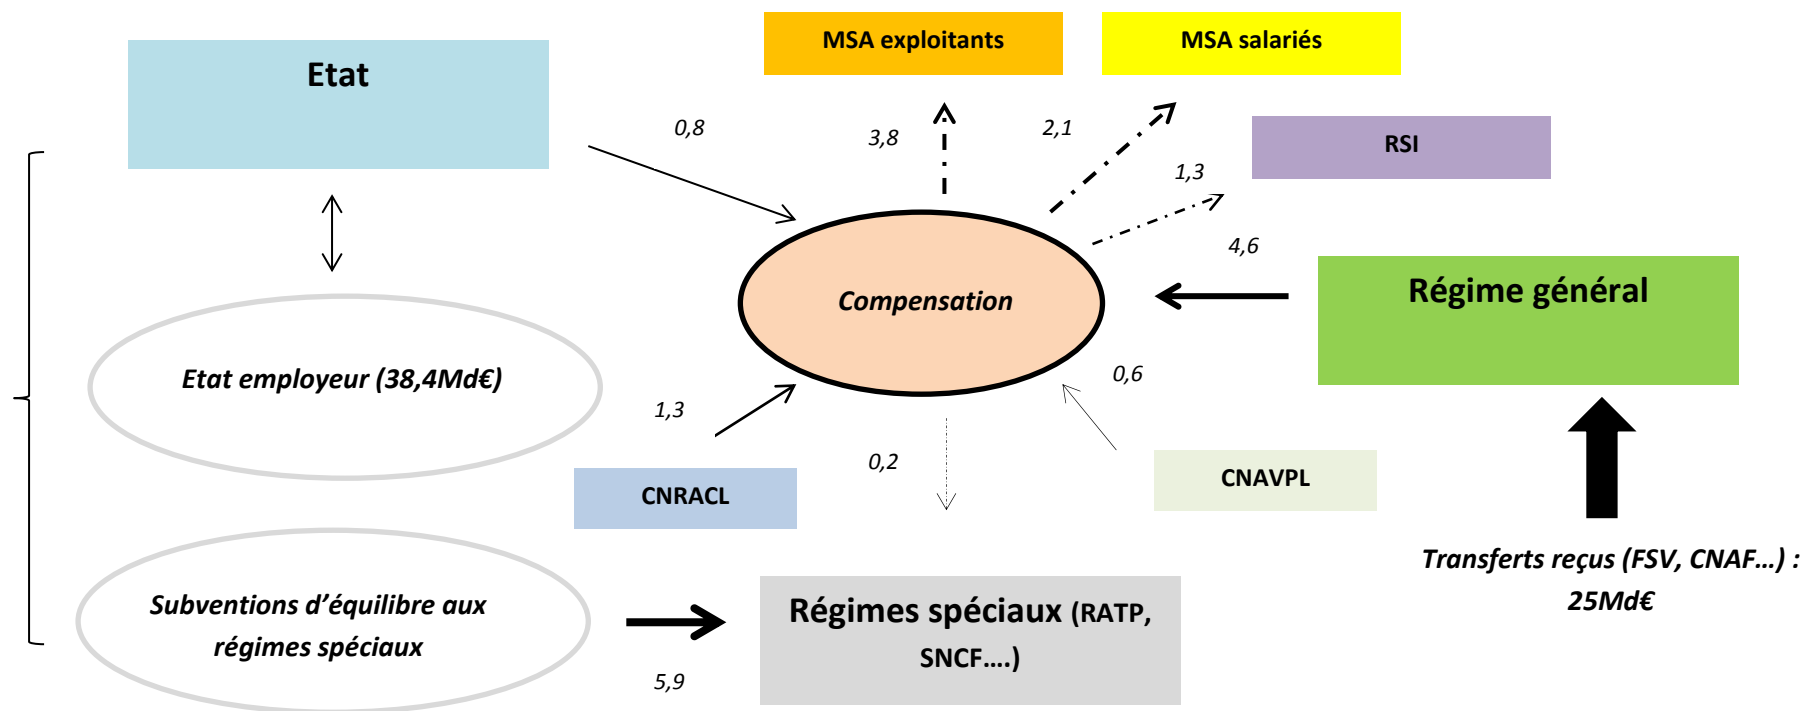 MSA exploitants
MSA salariés
Etat
0,8
3,8
2,1
RSI
1,3
4,6
Régime général
Compensation
Etat employeur (38,4Md€)
0,6
1,3
0,2
CNRACL
CNAVPL
Transferts reçus (FSV, CNAF…) :
25Md€
Subventions d’équilibre aux
régimes spéciaux
5,9
Régimes spéciaux (RATP,
SNCF….)